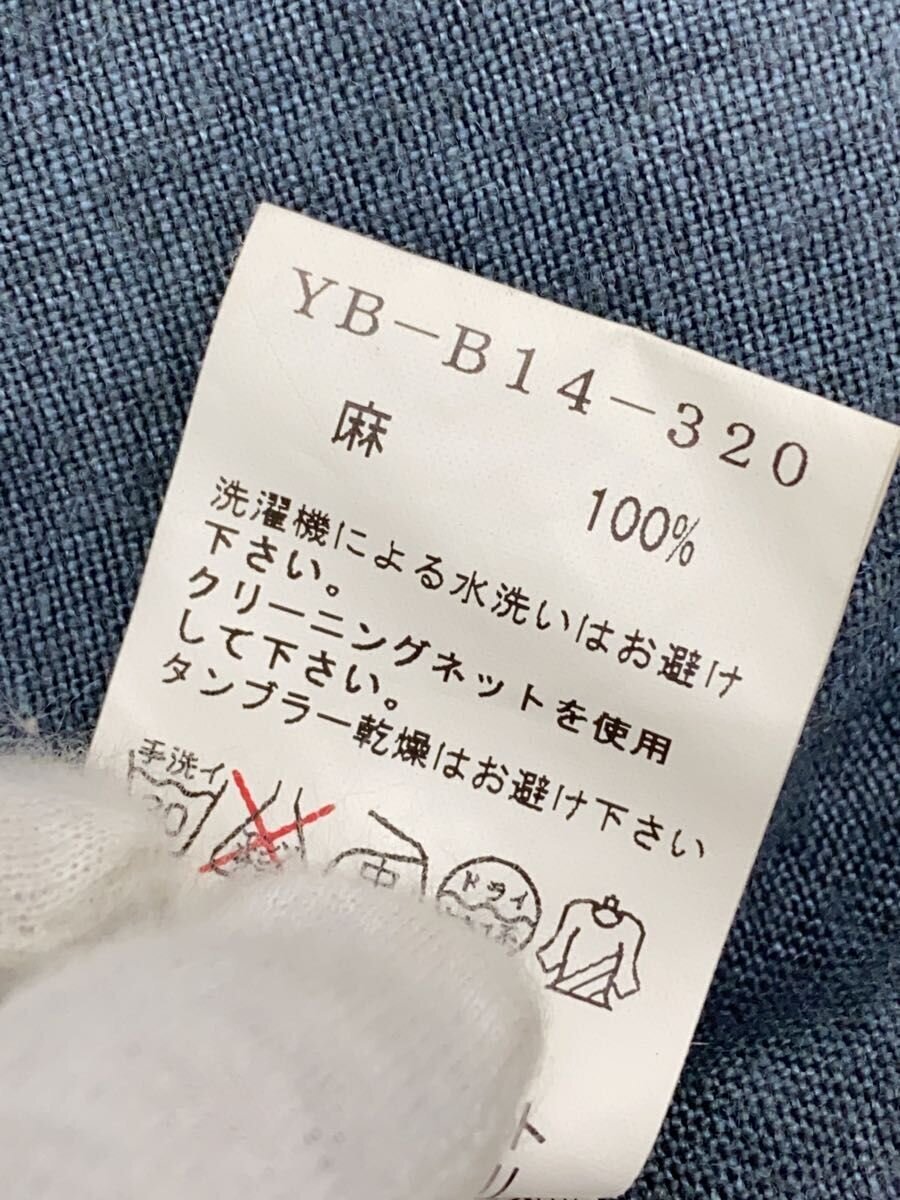 YB－B14－320
麻
100%
洗濯機による水洗いはお避け
下さい。
クリーニングネットを使用
して下さい。
タンブラー乾燥はお避け下さい
手洗イ
中
ドライ
ト
リ